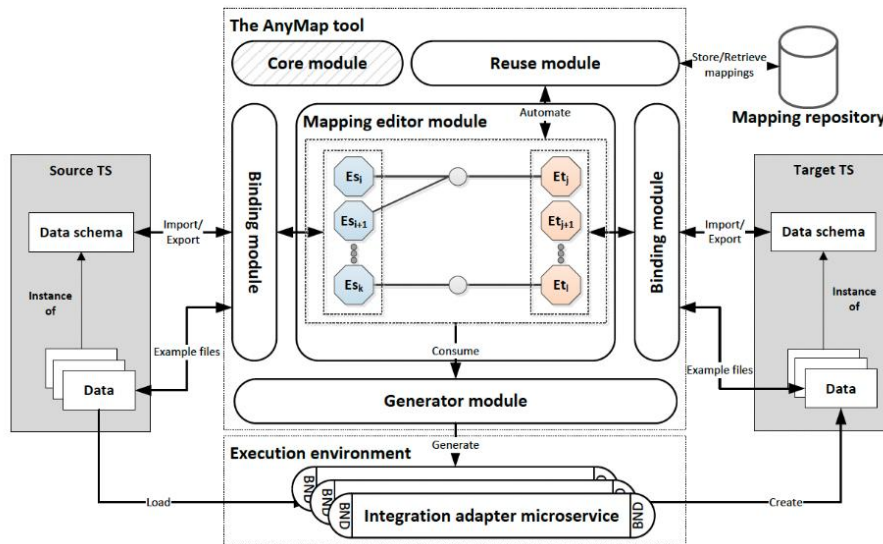 The AnyMap tool
Core module
Reuse module
Store/Retrieve
mappings
Mapping repository
Automate
Mapping editor module
Source TS
Data schema
Import/
Export
Instance
of
Example files
Data
Binding module
Es_i
Es_i+1
Es_k
Et_j
Et_j+1
Et_l
Binding module
Target TS
Import/
Export
Data schema
Instance
of
Example files
Data
Consume
Generator module
Generate
Execution environment
Load
BND
BND
BND
Integration adapter microservice
BND
Create